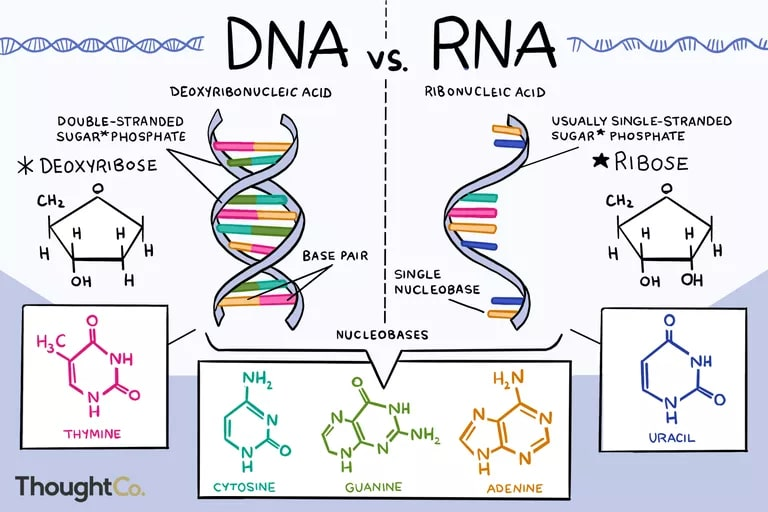 DNA vs. RNA
DEOXYRIBONUCLEIC ACID
RIBONUCLEIC ACID
DOUBLE-STRANDED
SUGAR* PHOSPHATE
* DEOXYRIBOSE
CH₂
O
H
H
H
H
OH
H
BASE PAIR
USUALLY SINGLE-STRANDED
SUGAR* PHOSPHATE
★ RIBOSE
CH₂
O
H
H
H
H
OH
OH
SINGLE
NUCLEOBASE
NUCLEOBASES
O
H₃C
NH
N
H
O
THYMINE
NH₂
N
N
H
O
CYTOSINE
O
N
NH
N
H
N
NH₂
GUANINE
H₂N
N
N
N
H
N
ADENINE
O
NH
N
H
O
URACIL
ThoughtCo.